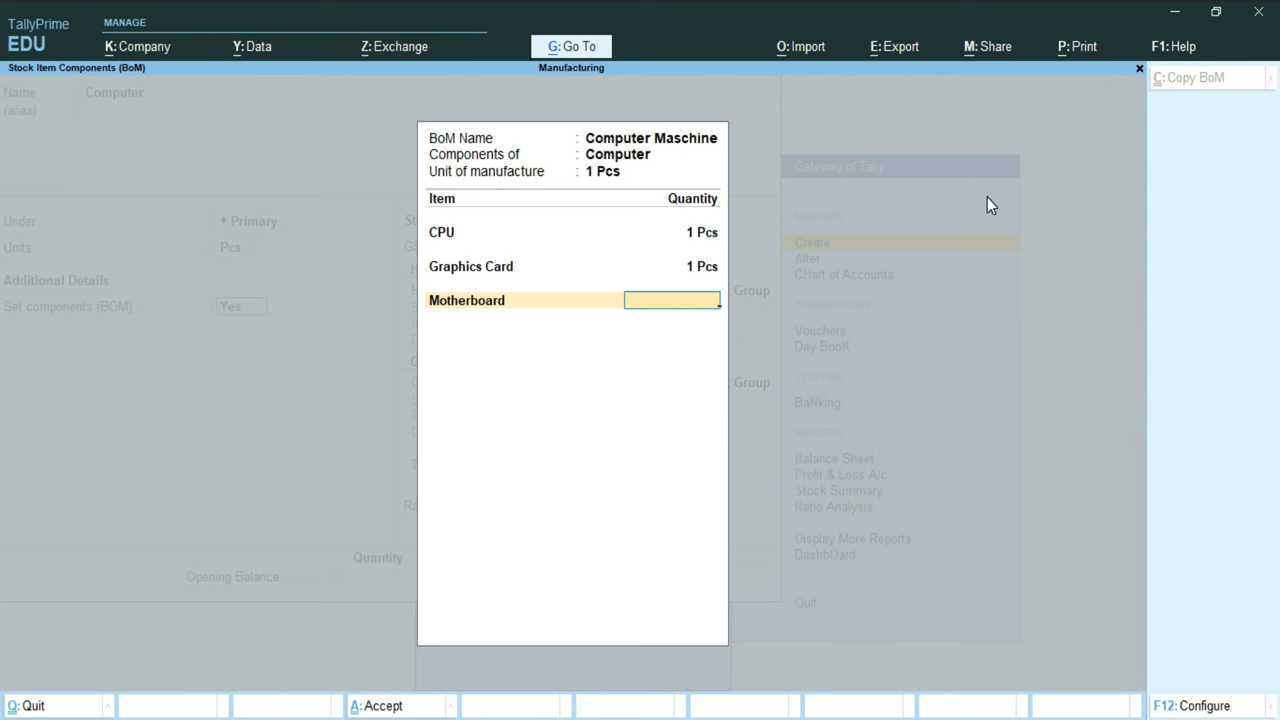 TallyPrime
EDU
MANAGE
K: Company Y: Data Z: Exchange G: Go To O: Import E: Export M: Share P: Print F1: Help
Stock Item Components (BoM) Manufacturing
C: Copy BoM
Name : Computer
(alias) :
BoM Name : Computer Maschine
Components of : Computer
Unit of manufacture : 1 Pcs
Item Quantity
CPU 1 Pcs
Graphics Card 1 Pcs
Motherboard
Under : ♦ Primary
Units : Pcs
Additional Details
Set components (BOM) : Yes
Group
Group
Quantity
Opening Balance :
Gateway of Tally
MASTERS
Create
Alter
CHart of Accounts
TRANSACTIONS
Vouchers
Day BooK
UTILITIES
BaNking
REPORTS
Balance Sheet
Profit & Loss A/c
Stock Summary
Ratio Analysis
Display More Reports
DashbOard
Quit
Q: Quit A: Accept F12: Configure